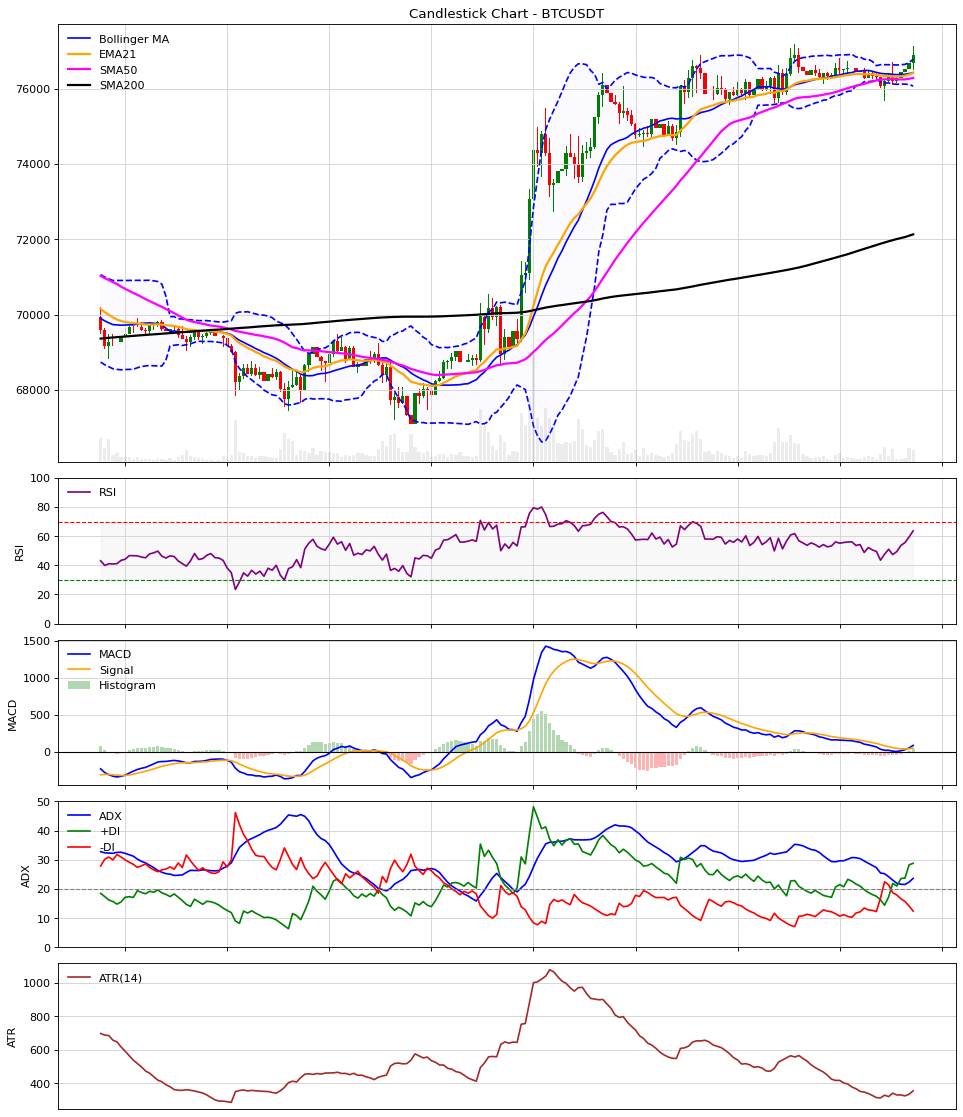 Candlestick Chart - BTCUSDT
Bollinger MA
EMA21
SMA50
SMA200
76000
74000
72000
70000
68000
RSI
100
80
60
40
20
0
RSI
MACD
Signal
Histogram
1500
1000
500
0
MACD
ADX
+DI
-DI
50
40
30
20
10
0
ADX
ATR(14)
1000
800
600
400
ATR